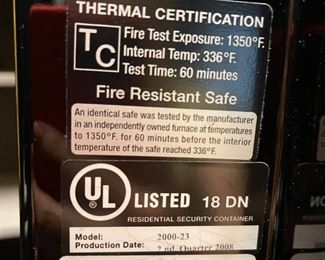 THERMAL CERTIFICATION
TC
Fire Test Exposure: 1350°F.
Internal Temp: 336°F.
Test Time: 60 minutes
Fire Resistant Safe
An identical safe was tested by the manufacturer
in an independently owned furnace at temperatures
to 1350°F. for 60 minutes before the interior
temperature of the safe reached 336°F.
UL LISTED 18 DN
RESIDENTIAL SECURITY CONTAINER
Model: 2000-23
Production Date: 2nd. Quarter 2008